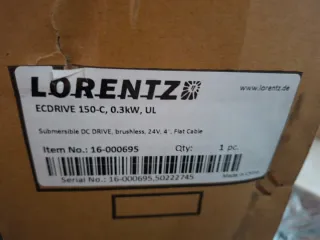 LORENTZ
www.lorentz.de
ECDRIVE 150-C, 0.3kW, UL
Submersible DC DRIVE, brushless, 24V, 4", Flat Cable
Item No.: 16-000695 Qty: 1 pc.
Serial No.: 16-000695,50222745
Made in China